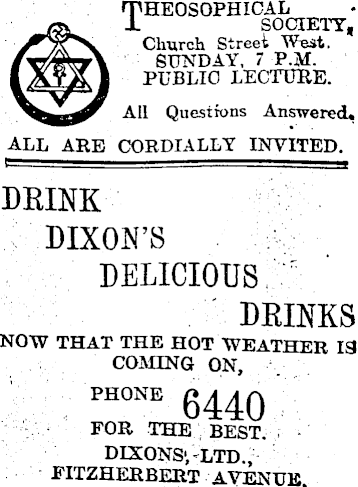 THEOSOPHICAL
SOCIETY,
Church Street West.
SUNDAY, 7 P.M.
PUBLIC LECTURE.
All Questions Answered.
ALL ARE CORDIALLY INVITED.
DRINK
DIXON'S
DELICIOUS
DRINKS
NOW THAT THE HOT WEATHER IS
COMING ON,
PHONE 6440
FOR THE BEST.
DIXONS', LTD.,
FITZHERBERT AVENUE.